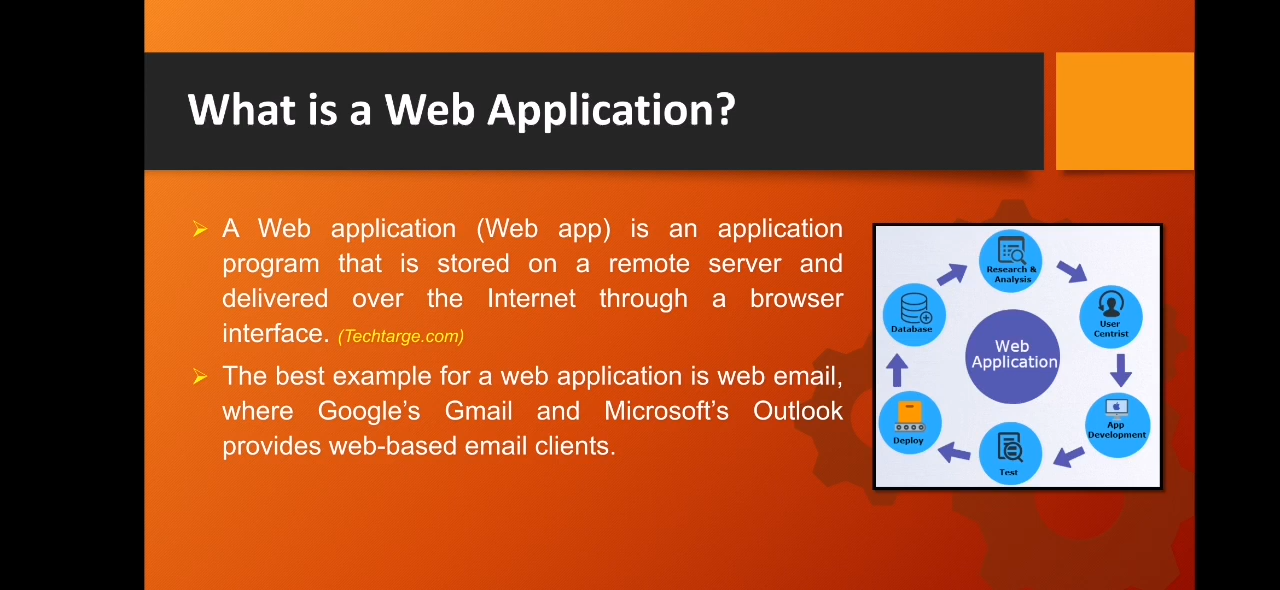 What is a Web Application?
➢ A Web application (Web app) is an application
program that is stored on a remote server and
delivered over the Internet through a browser
interface. (Techtarge.com)
➢ The best example for a web application is web email,
where Google’s Gmail and Microsoft’s Outlook
provides web-based email clients.
Research &
Analysis
User
Centrist
App
Development
Test
Deploy
Database
Web
Application